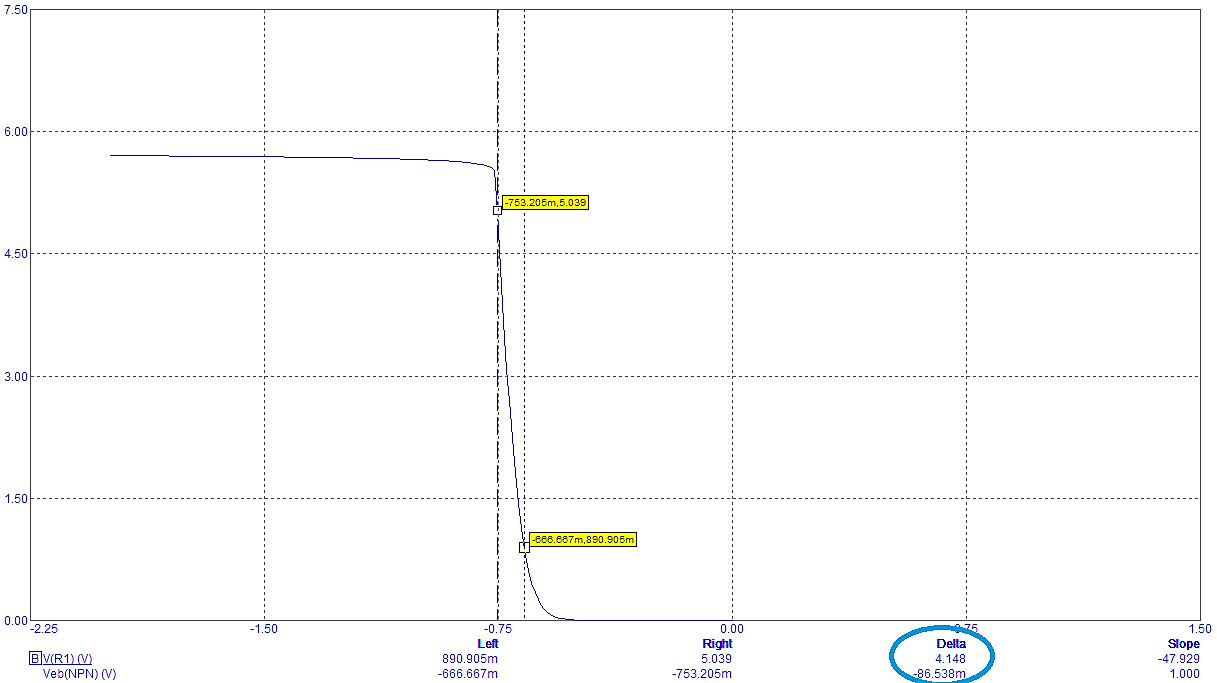 7.50
6.00
-753.205m,5.039
4.50
3.00
1.50
-666.667m,890.905m
0.00
-2.25 -1.50 -0.75 0.00 0.75 1.50
Left Right Delta Slope
B V(R1) (V) 890.905m 5.039 4.148 -47.929
Veb(NPN) (V) -666.667m -753.205m -86.538m 1.000